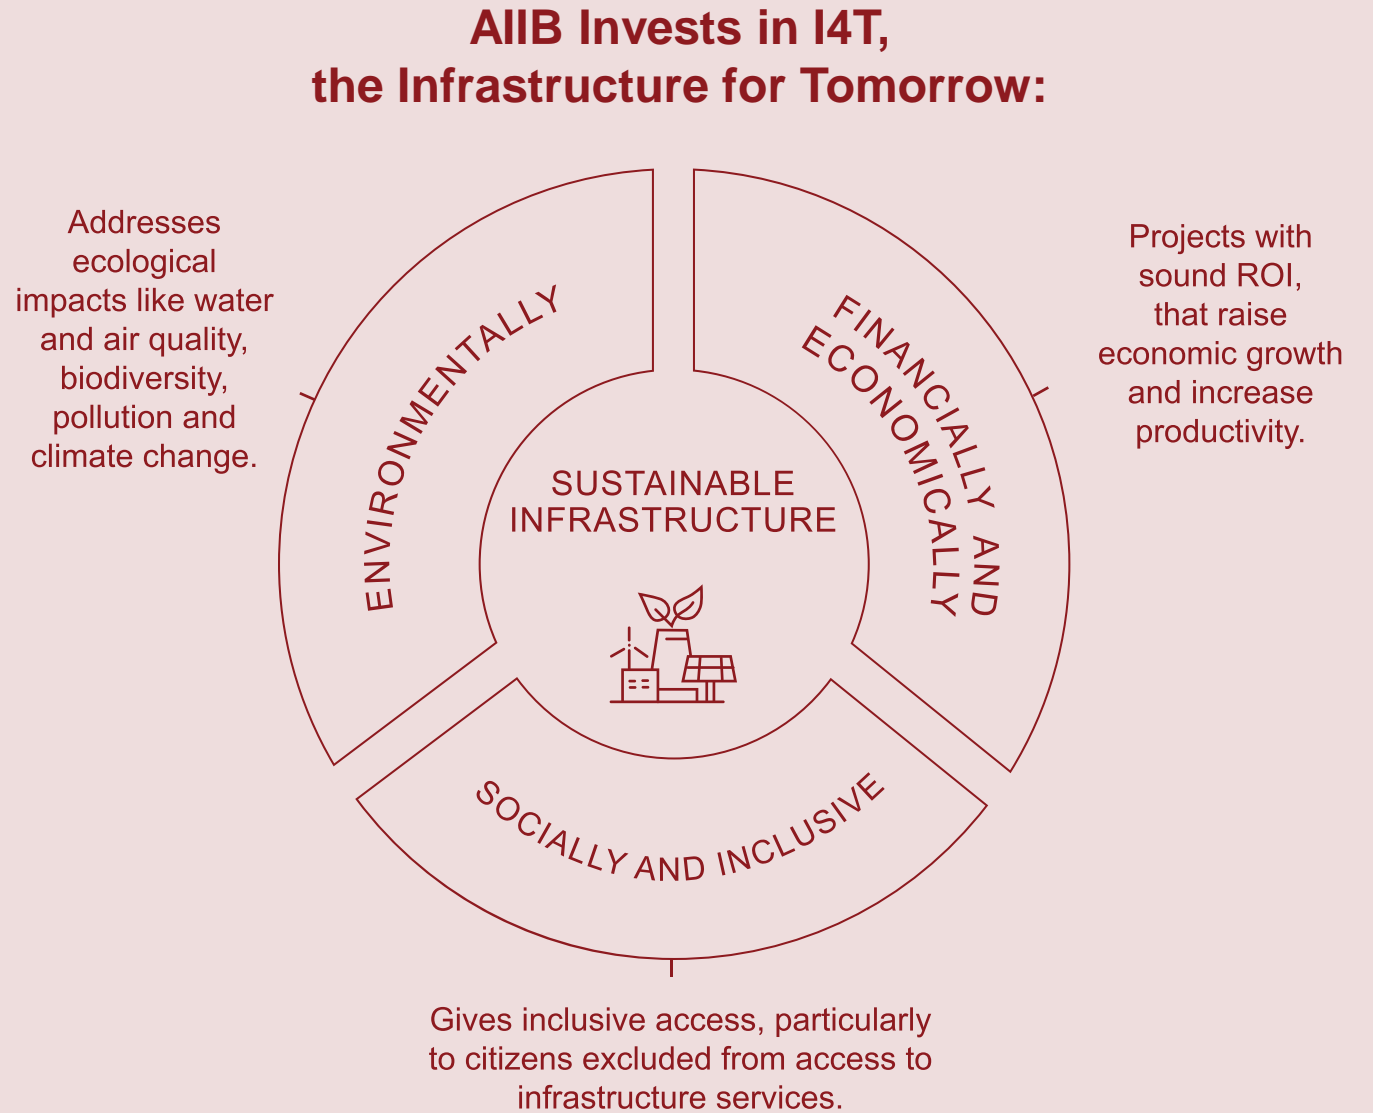 AIIB Invests in I4T,
the Infrastructure for Tomorrow:
Addresses
ecological
impacts like water
and air quality,
biodiversity,
pollution and
climate change.
ENVIRONMENTALLY
FINANCIALLY AND
ECONOMICALLY
Projects with
sound ROI,
that raise
economic growth
and increase
productivity.
SUSTAINABLE
INFRASTRUCTURE
SOCIALLY AND INCLUSIVE
Gives inclusive access, particularly
to citizens excluded from access to
infrastructure services.